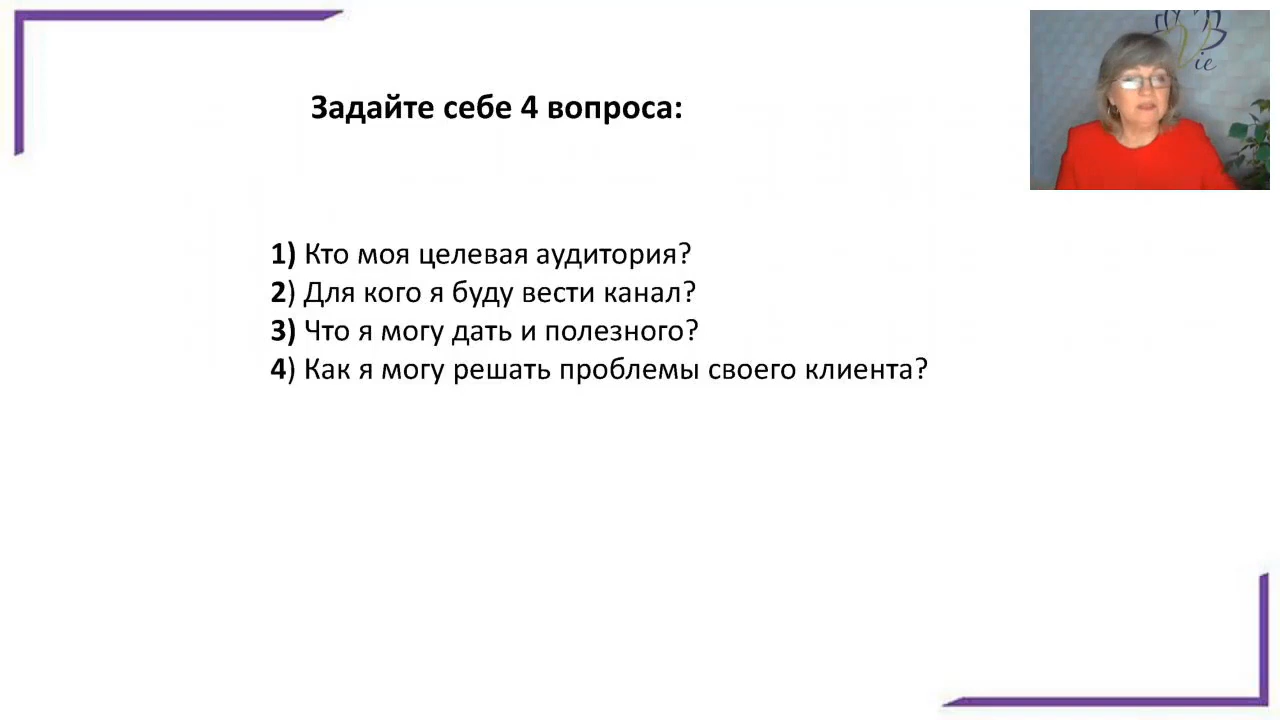 Задайте себе 4 вопроса:
1) Кто моя целевая аудитория?
2) Для кого я буду вести канал?
3) Что я могу дать и полезного?
4) Как я могу решать проблемы своего клиента?